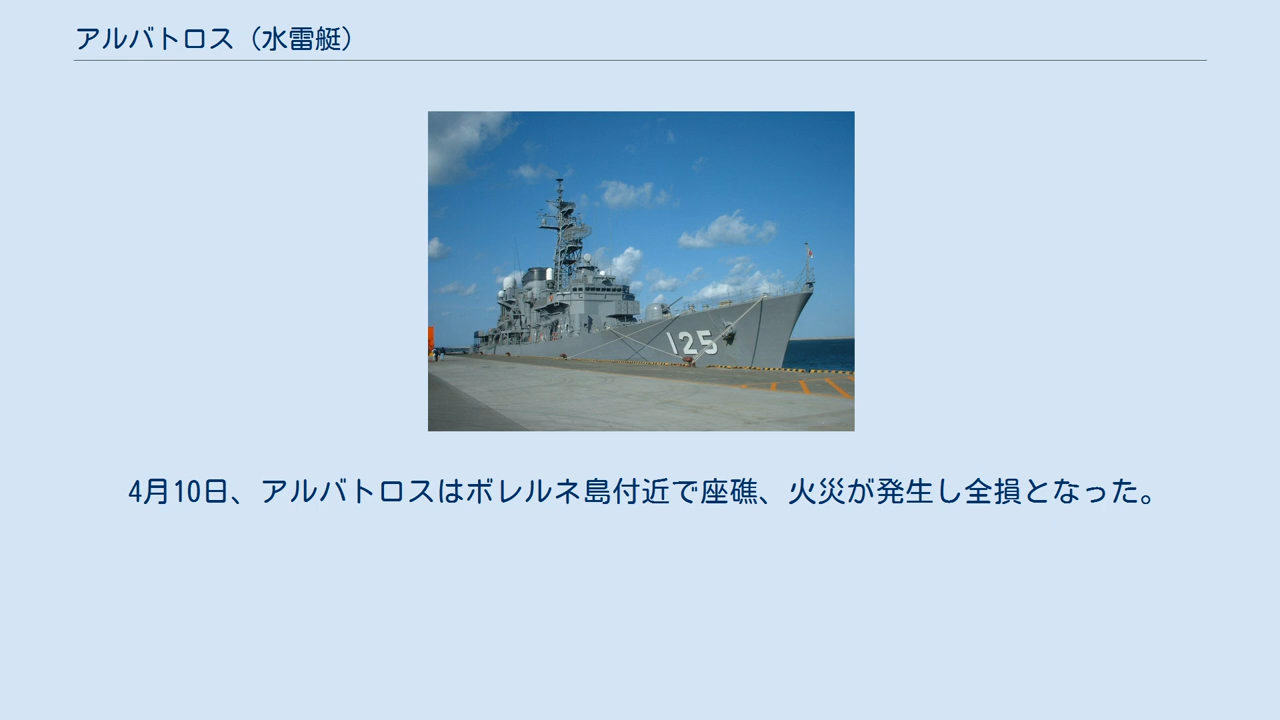 アルバトロス（水雷艇）
125
4月10日、アルバトロスはボレルネ島付近で座礁、火災が発生し全損となった。